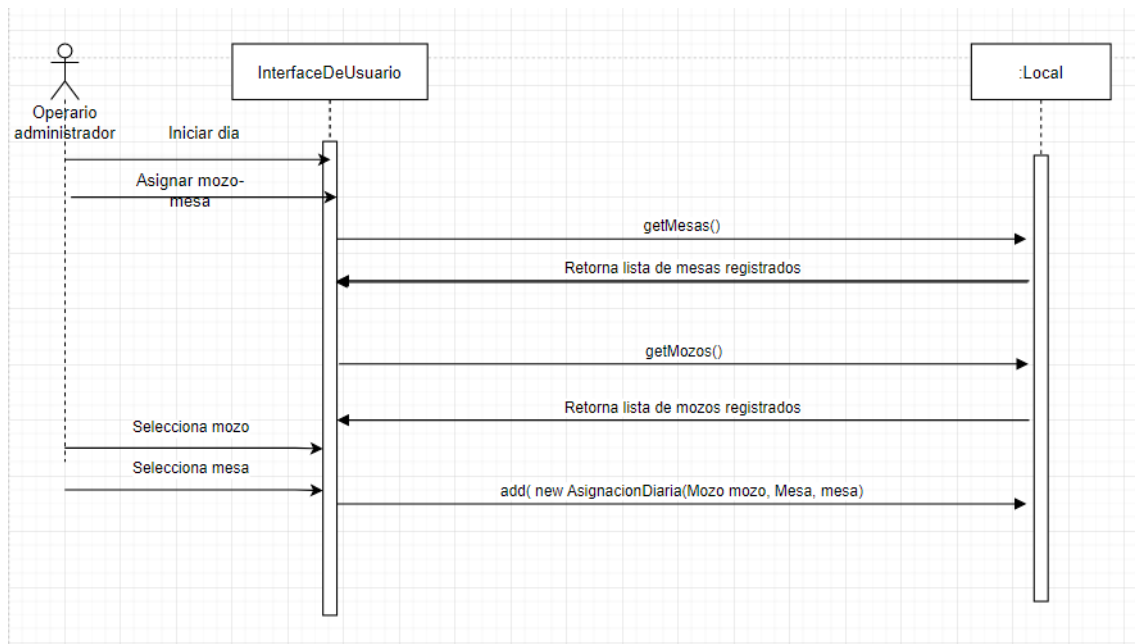 InterfaceDeUsuario
:Local
Operario
administrador
Iniciar dia
Asignar mozo-
mesa
getMesas()
Retorna lista de mesas registrados
getMozos()
Retorna lista de mozos registrados
Selecciona mozo
Selecciona mesa
add( new AsignacionDiaria(Mozo mozo, Mesa, mesa)